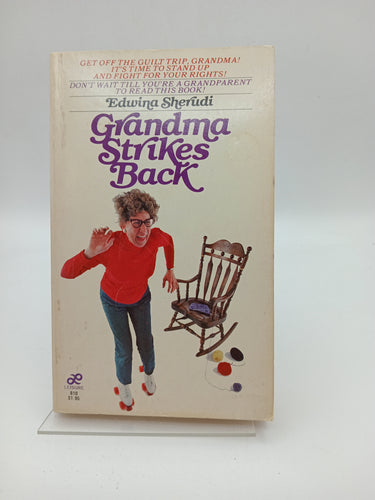 GET OFF THE GUILT TRIP, GRANDMA!
IT'S TIME TO STAND UP
AND FIGHT FOR YOUR RIGHTS!
DON'T WAIT TILL YOU'RE A GRANDPARENT
TO READ THIS BOOK!
Edwina Sherudi
Grandma
Strikes
Back
LEISURE
$1.95